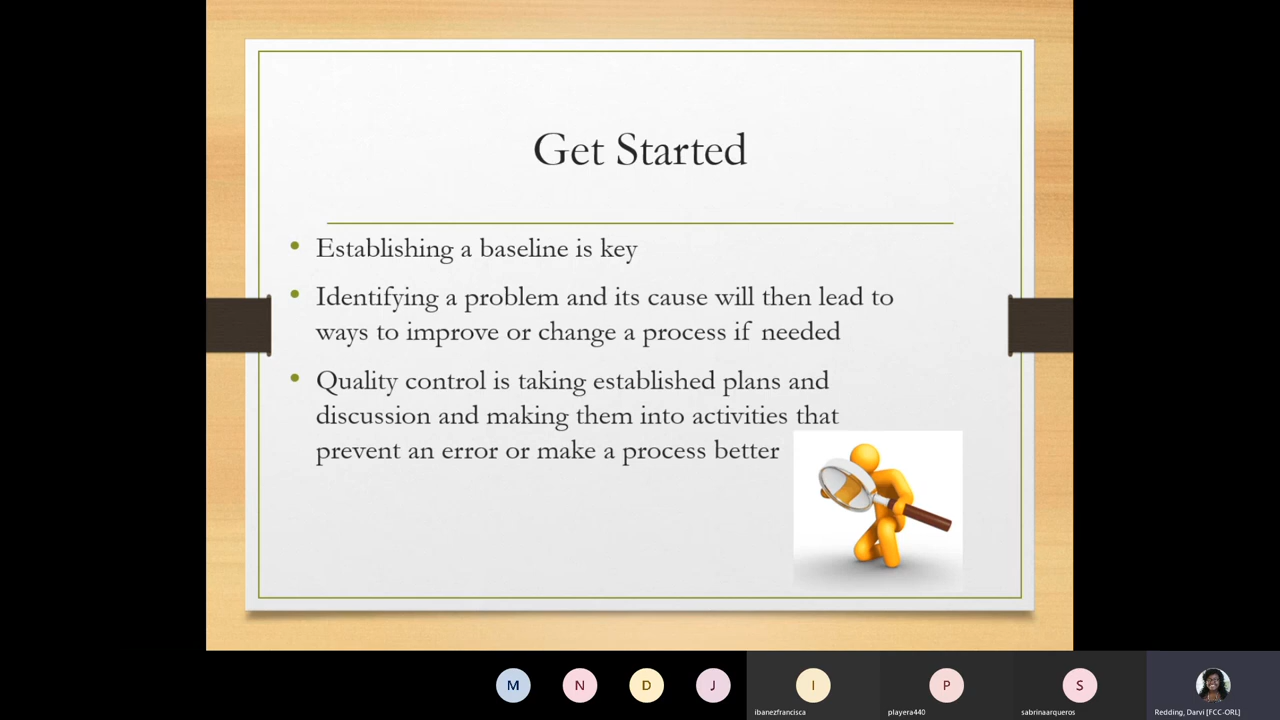 Get Started
• Establishing a baseline is key
• Identifying a problem and its cause will then lead to
ways to improve or change a process if needed
• Quality control is taking established plans and
discussion and making them into activities that
prevent an error or make a process better
M
N
D
J
I
P
S
ibanezfrancisca
playera440
sabrinaarqueros
Redding, Darvi [FCC-ORL]